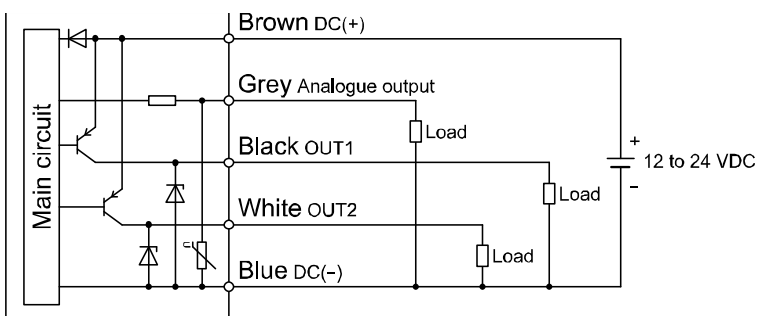 Brown DC(+)
Grey Analogue output
Load
Black OUT1
Main circuit
+
12 to 24 VDC
−
Load
White OUT2
U
Load
Blue DC(−)